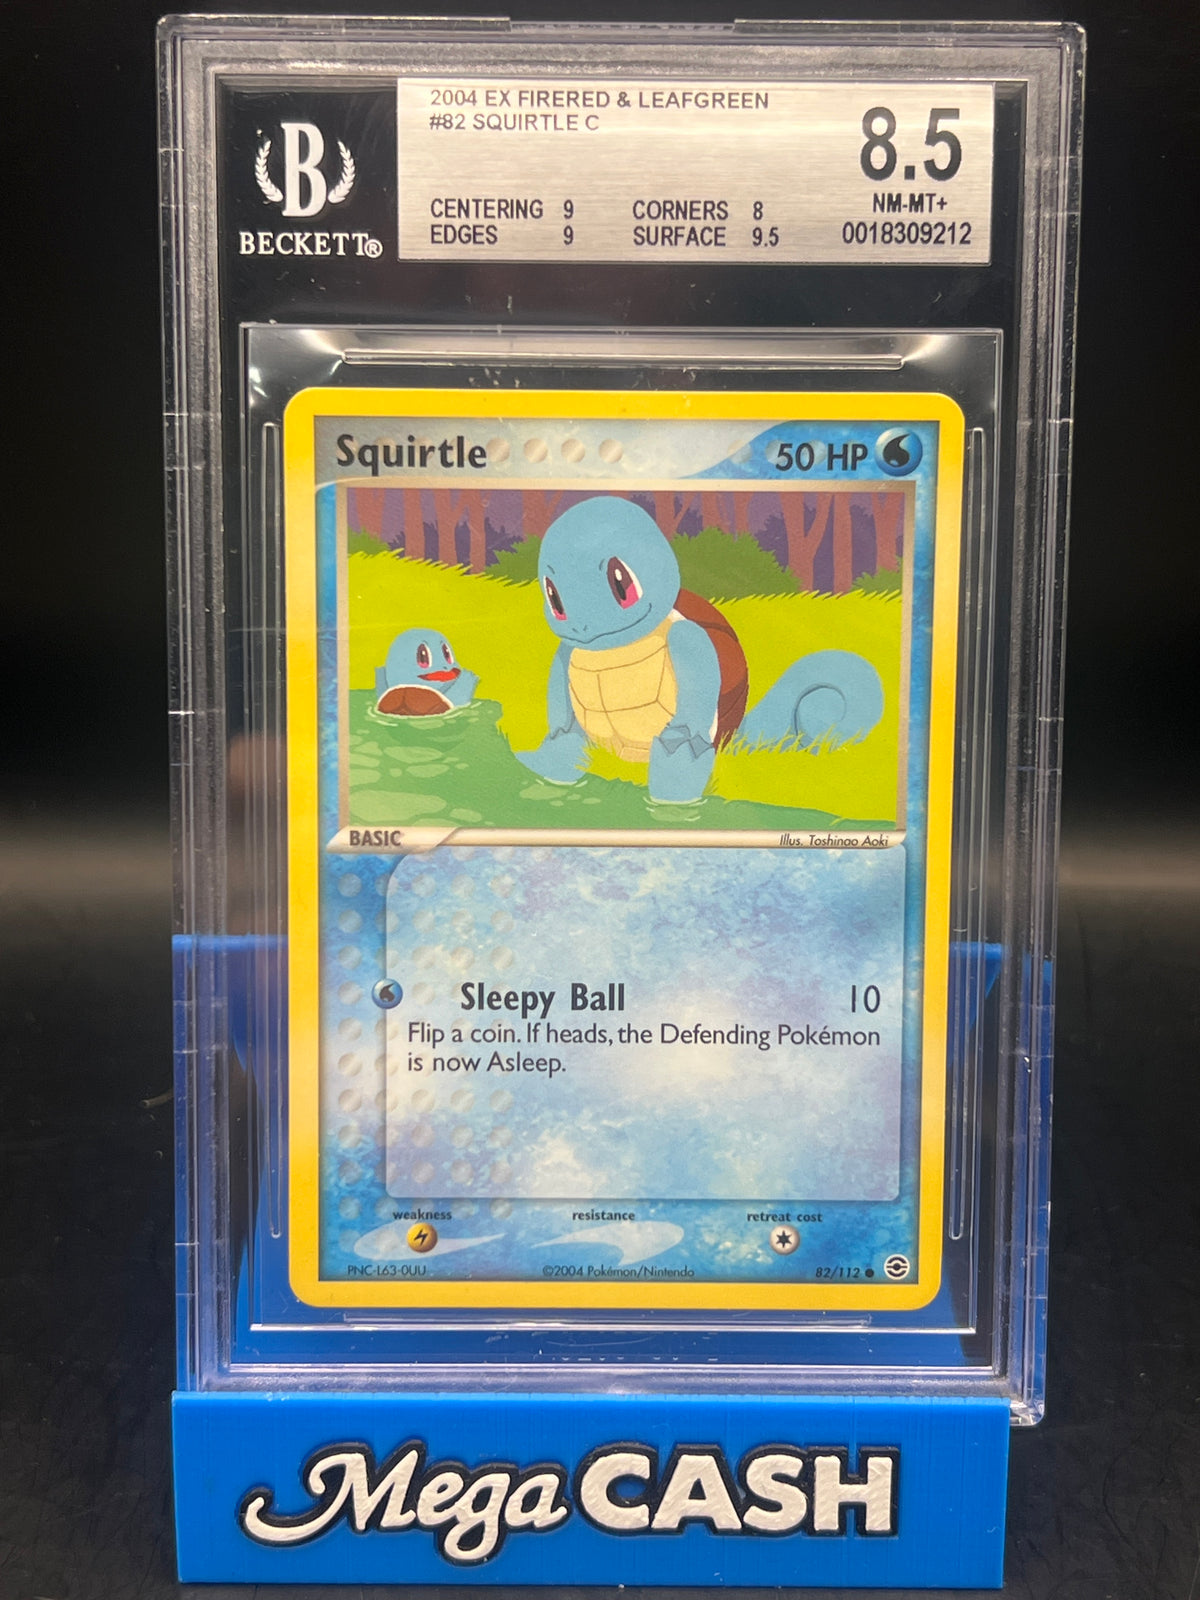 2004 EX FIRERED & LEAFGREEN
#82 SQUIRTLE C
8.5
NM-MT+
0018309212
CENTERING 9 CORNERS 8
EDGES 9 SURFACE 9.5
B
BECKETT®
Squirtle 50 HP
BASIC
Illus. Toshinao Aoki
Sleepy Ball 10
Flip a coin. If heads, the Defending Pokémon
is now Asleep.
weakness resistance retreat cost
PNC-L63-0UU ©2004 Pokémon/Nintendo 82/112
Mega CASH